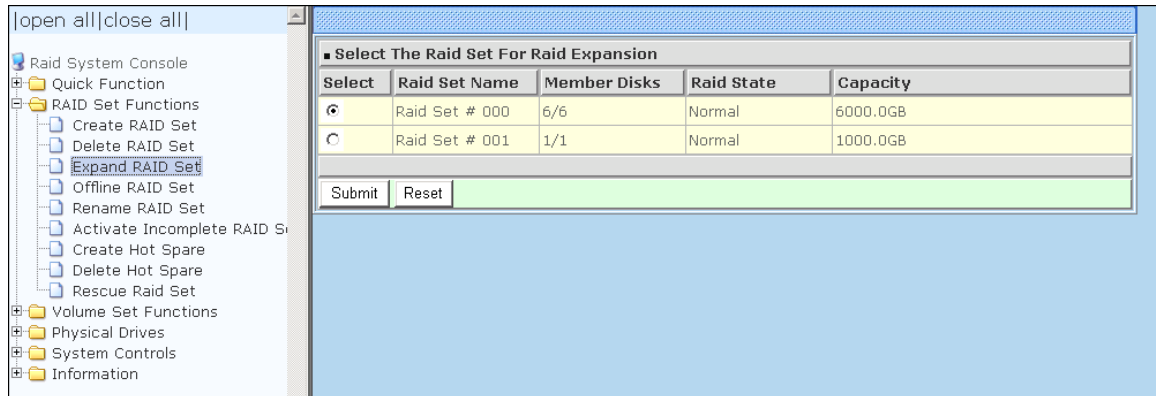 |open all|close all|
Raid System Console
Quick Function
RAID Set Functions
Create RAID Set
Delete RAID Set
Expand RAID Set
Offline RAID Set
Rename RAID Set
Activate Incomplete RAID S
Create Hot Spare
Delete Hot Spare
Rescue Raid Set
Volume Set Functions
Physical Drives
System Controls
Information
Select The Raid Set For Raid Expansion
Select Raid Set Name Member Disks Raid State Capacity
Raid Set # 000 6/6 Normal 6000.0GB
Raid Set # 001 1/1 Normal 1000.0GB
Submit Reset